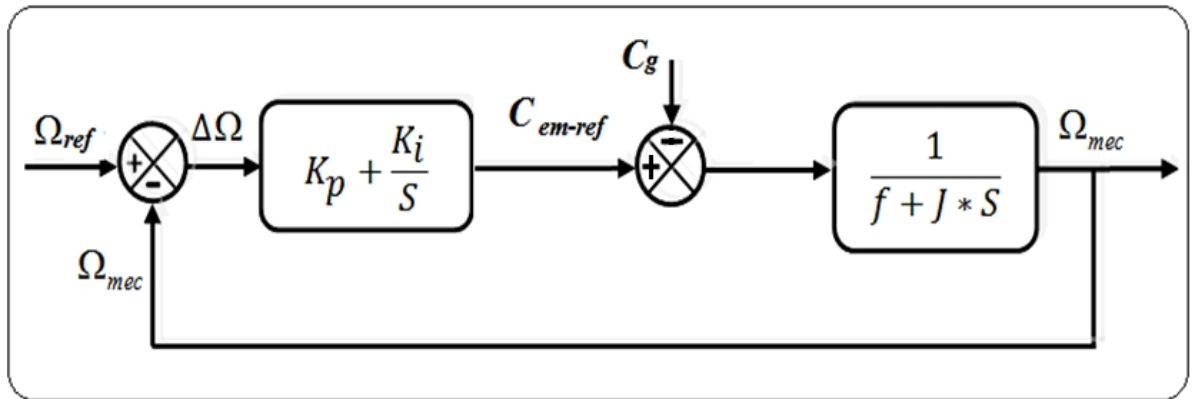 C_g
Ω_ref ΔΩ K_p + K_i/S C_em-ref 1/(f + J * S) Ω_mec
+ - + -
Ω_mec